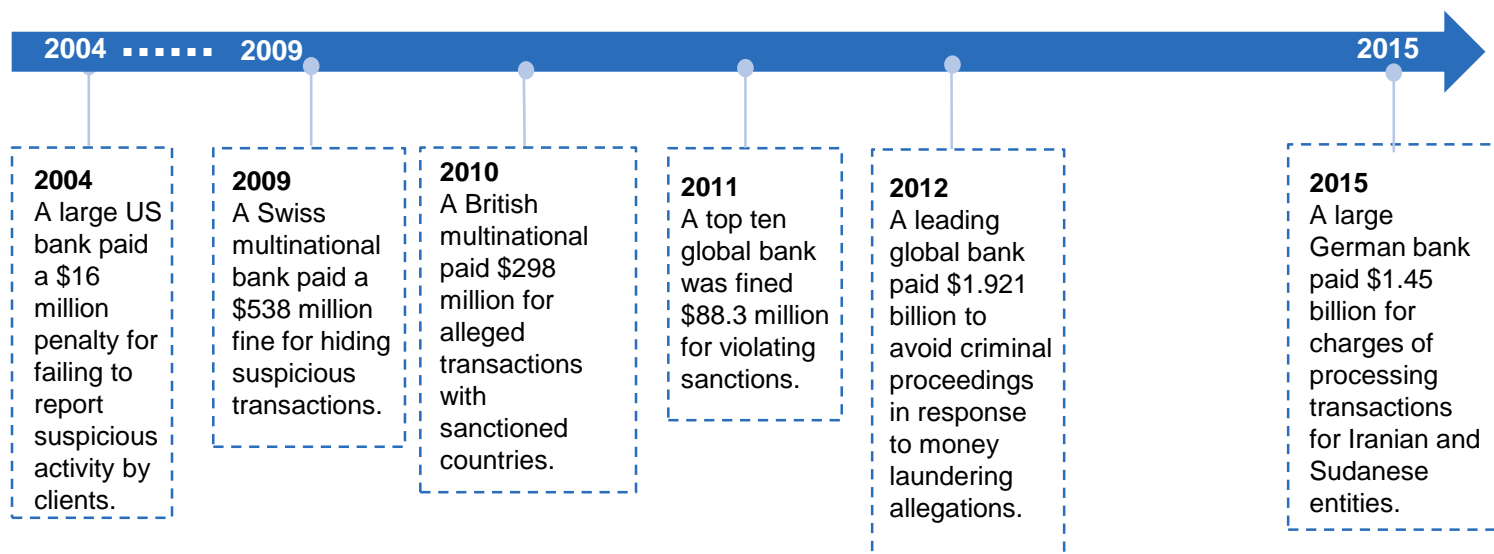 2004 2009 2015
2004
A large US
bank paid
a $16
million
penalty for
failing to
report
suspicious
activity by
clients.
2009
A Swiss
multinational
bank paid a
$538 million
fine for hiding
suspicious
transactions.
2010
A British
multinational
paid $298
million for
alleged
transactions
with
sanctioned
countries.
2011
A top ten
global bank
was fined
$88.3 million
for violating
sanctions.
2012
A leading
global bank
paid $1.921
billion to
avoid criminal
proceedings
in response
to money
laundering
allegations.
2015
A large
German bank
paid $1.45
billion for
charges of
processing
transactions
for Iranian and
Sudanese
entities.